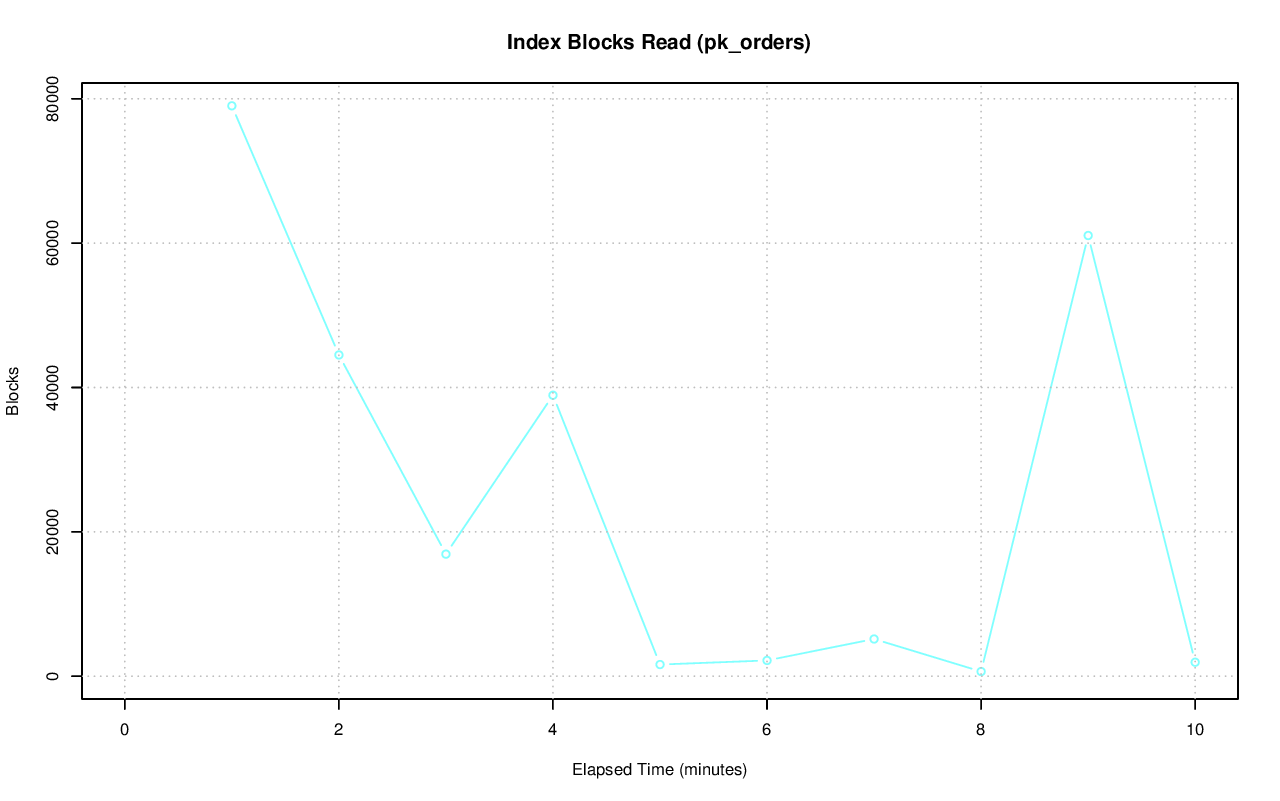 Index Blocks Read (pk_orders)
Blocks
80000
60000
40000
20000
0
0 2 4 6 8 10
Elapsed Time (minutes)